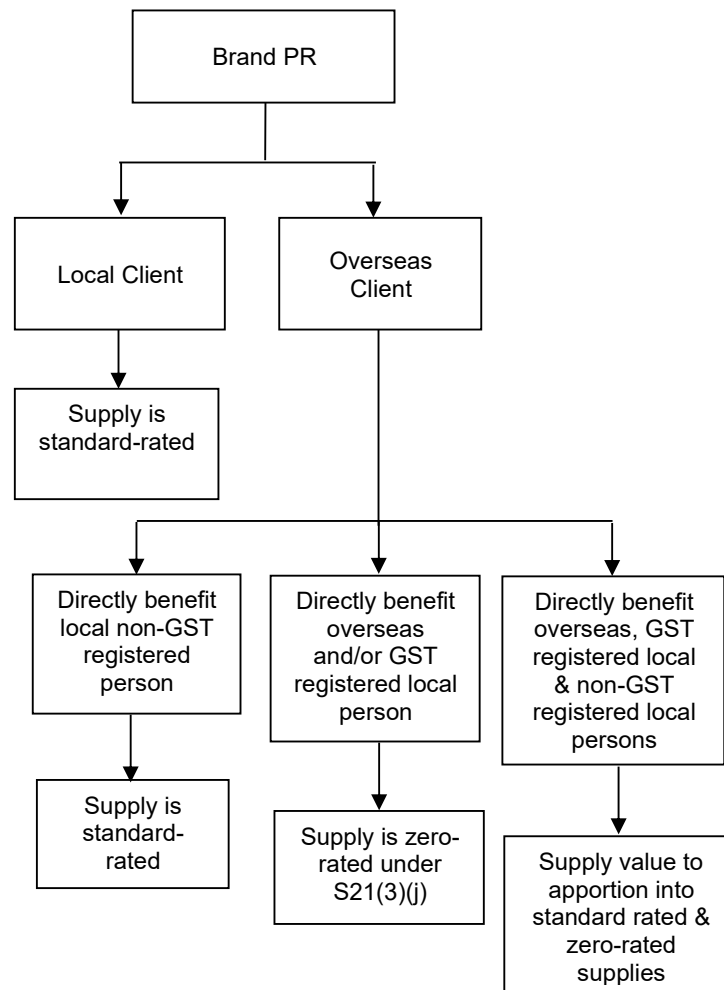 Brand PR
Local Client
Overseas
Client
Supply is
standard-rated
Directly benefit
local non-GST
registered
person
Directly benefit
overseas
and/or GST
registered local
person
Directly benefit
overseas, GST
registered local
& non-GST
registered local
persons
Supply is
standard-
rated
Supply is zero-
rated under
S21(3)(j)
Supply value to
apportion into
standard rated &
zero-rated
supplies